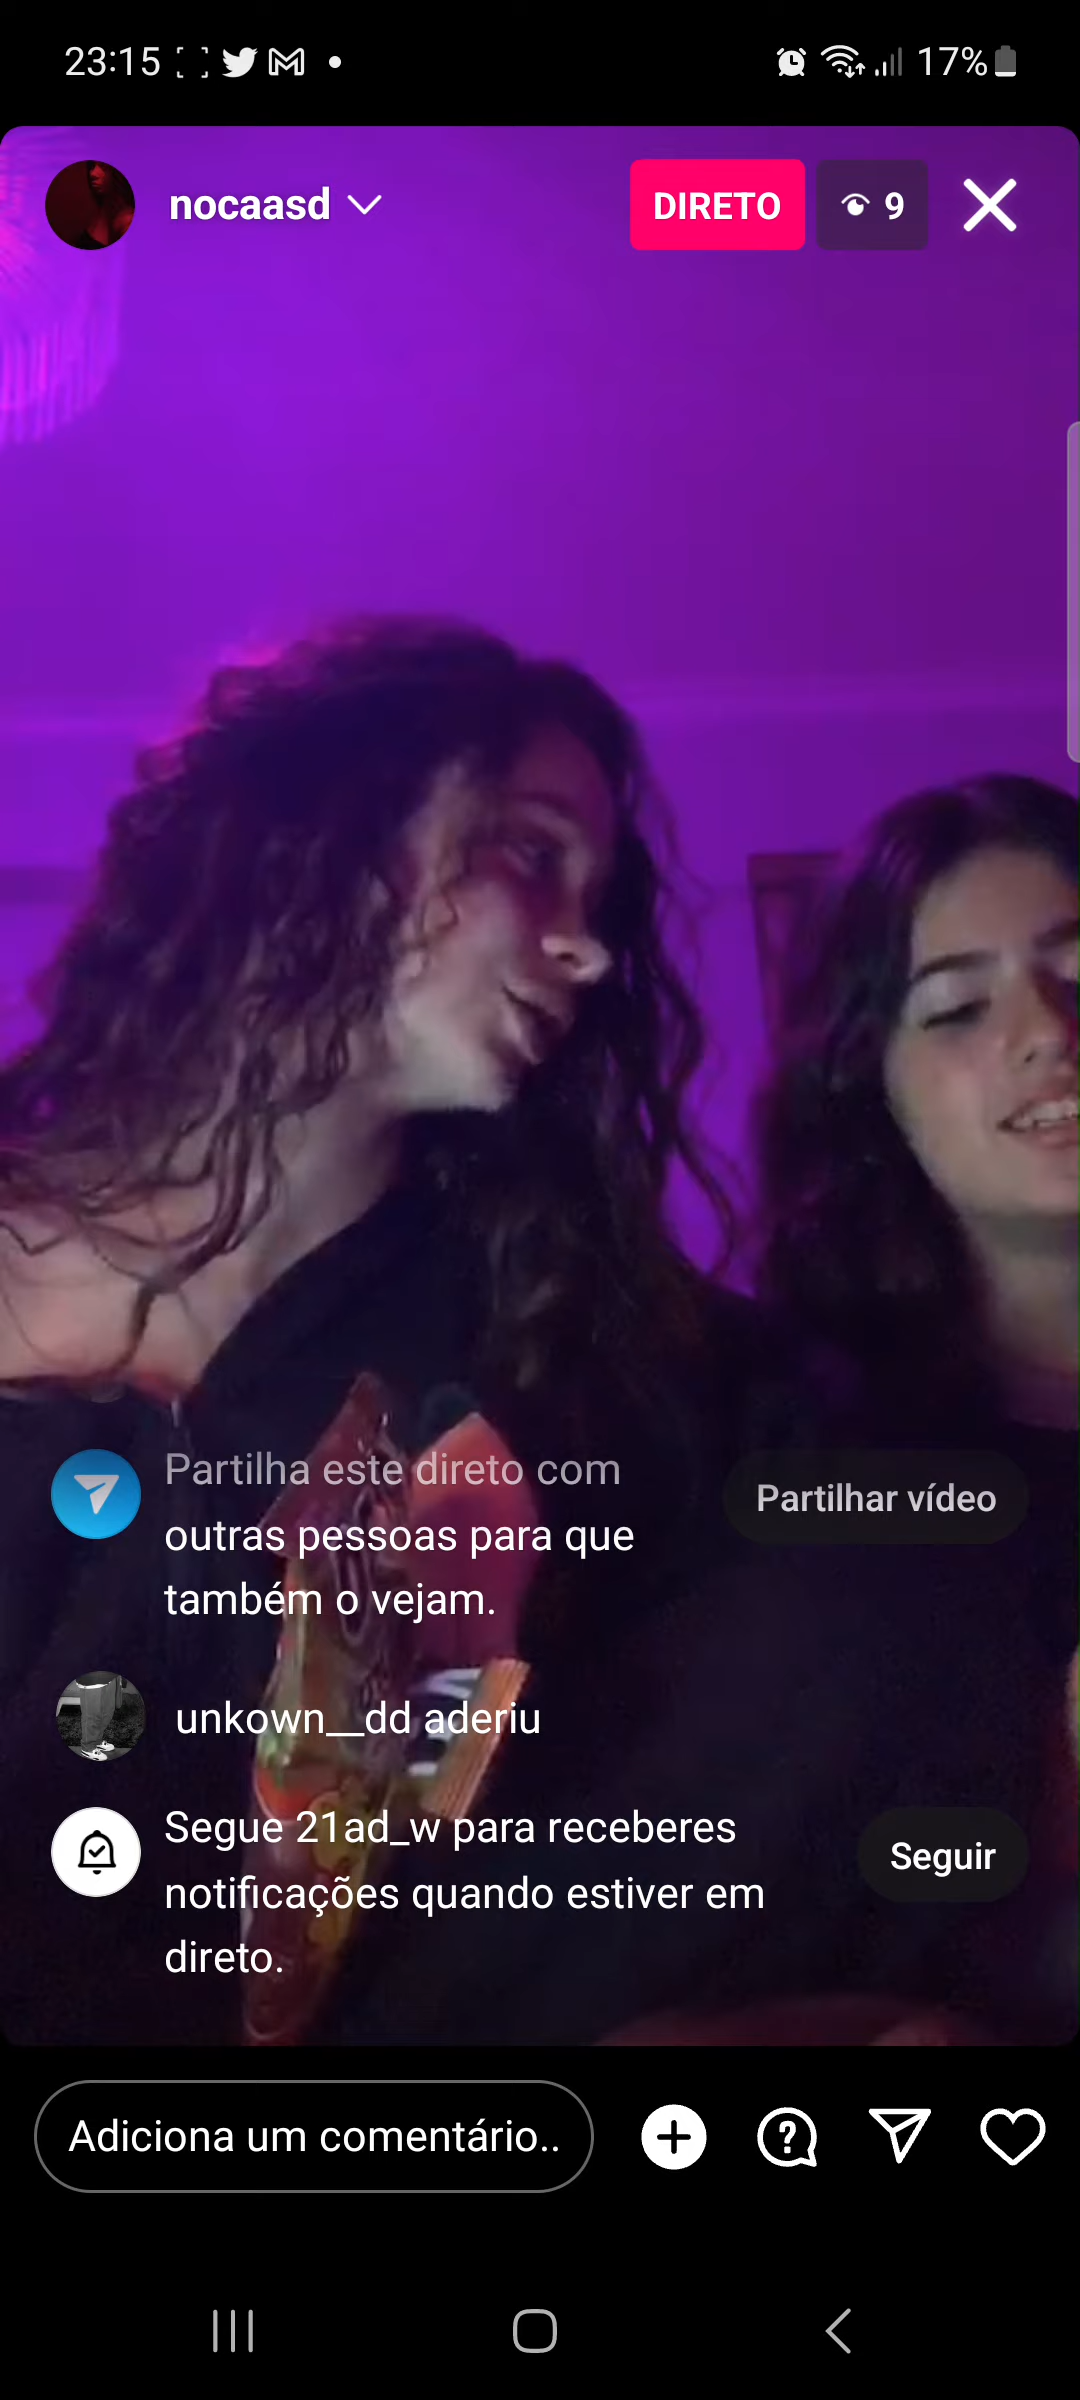 23:15
17%
nocaasd
DIRETO
9
Partilha este direto com
outras pessoas para que
também o vejam.
Partilhar vídeo
unkown__dd aderiu
Segue 21ad_w para receberes
notificações quando estiver em
direto.
Seguir
Adiciona um comentário..